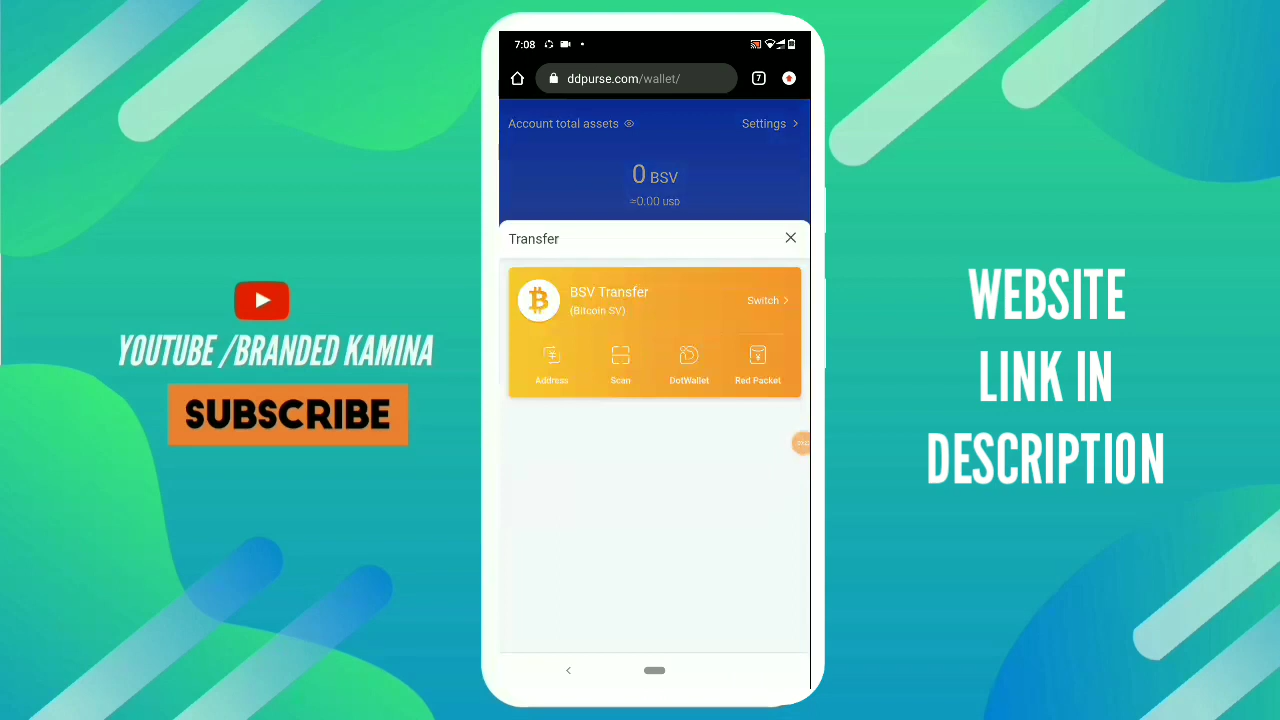 7:08
ddpurse.com/wallet/
7
Account total assets
Settings
0 BSV
≈0.00 USD
Transfer
BSV Transfer
(Bitcoin SV)
Switch
Address
Scan
DotWallet
Red Packet
YOUTUBE /BRANDED KAMINA
SUBSCRIBE
WEBSITE
LINK IN
DESCRIPTION